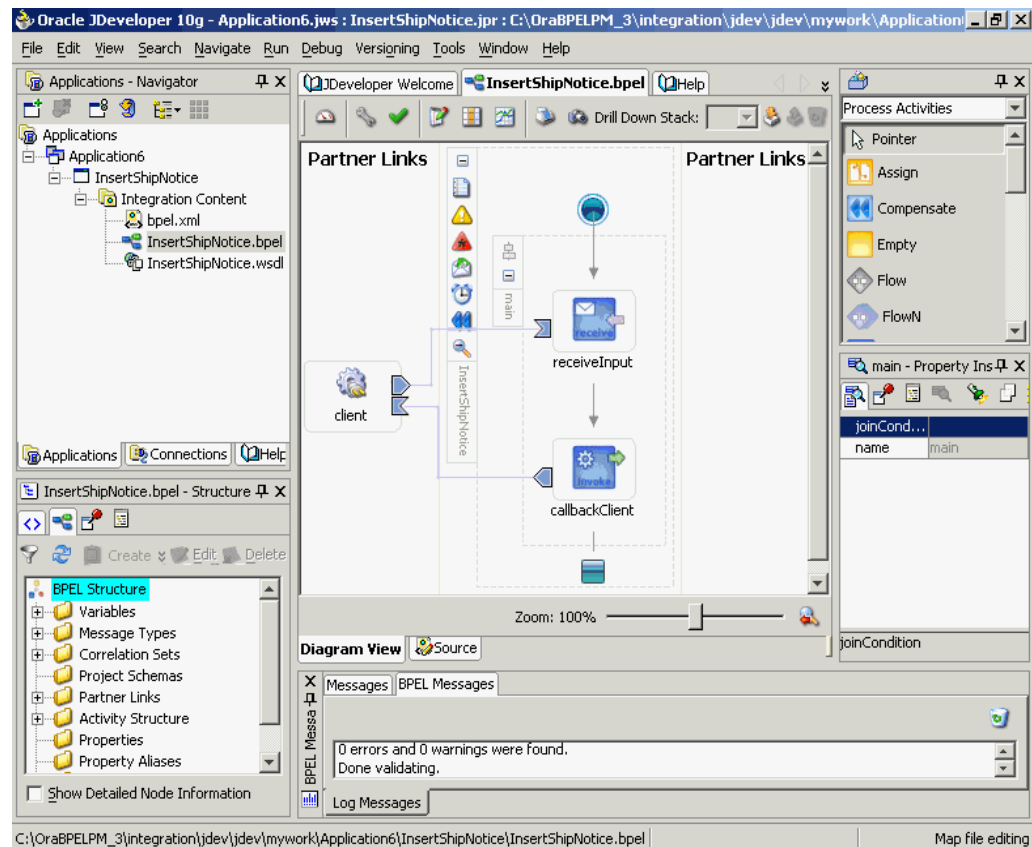 Oracle JDeveloper 10g - Application6.jws : InsertShipNotice.jpr : C:\OraBPELPM_3\integration\jdev\jdev\mywork\Application
File Edit View Search Navigate Run Debug Versioning Tools Window Help
Applications - Navigator
Applications
Application6
InsertShipNotice
Integration Content
bpel.xml
InsertShipNotice.bpel
InsertShipNotice.wsdl
Applications Connections Help
InsertShipNotice.bpel - Structure
Create Edit Delete
BPEL Structure
Variables
Message Types
Correlation Sets
Project Schemas
Partner Links
Activity Structure
Properties
Property Aliases
Show Detailed Node Information
JDeveloper Welcome InsertShipNotice.bpel Help
Drill Down Stack:
Partner Links
Partner Links
main
receive
receiveInput
InsertShipNotice
client
invoke
callbackClient
Zoom: 100%
Diagram View Source
Messages BPEL Messages
BPEL Messa
0 errors and 0 warnings were found.
Done validating.
Log Messages
Process Activities
Pointer
Assign
Compensate
Empty
Flow
FlowN
main - Property Ins
joinCond...
name main
joinCondition
C:\OraBPELPM_3\integration\jdev\jdev\mywork\Application6\InsertShipNotice\InsertShipNotice.bpel
Map file editing